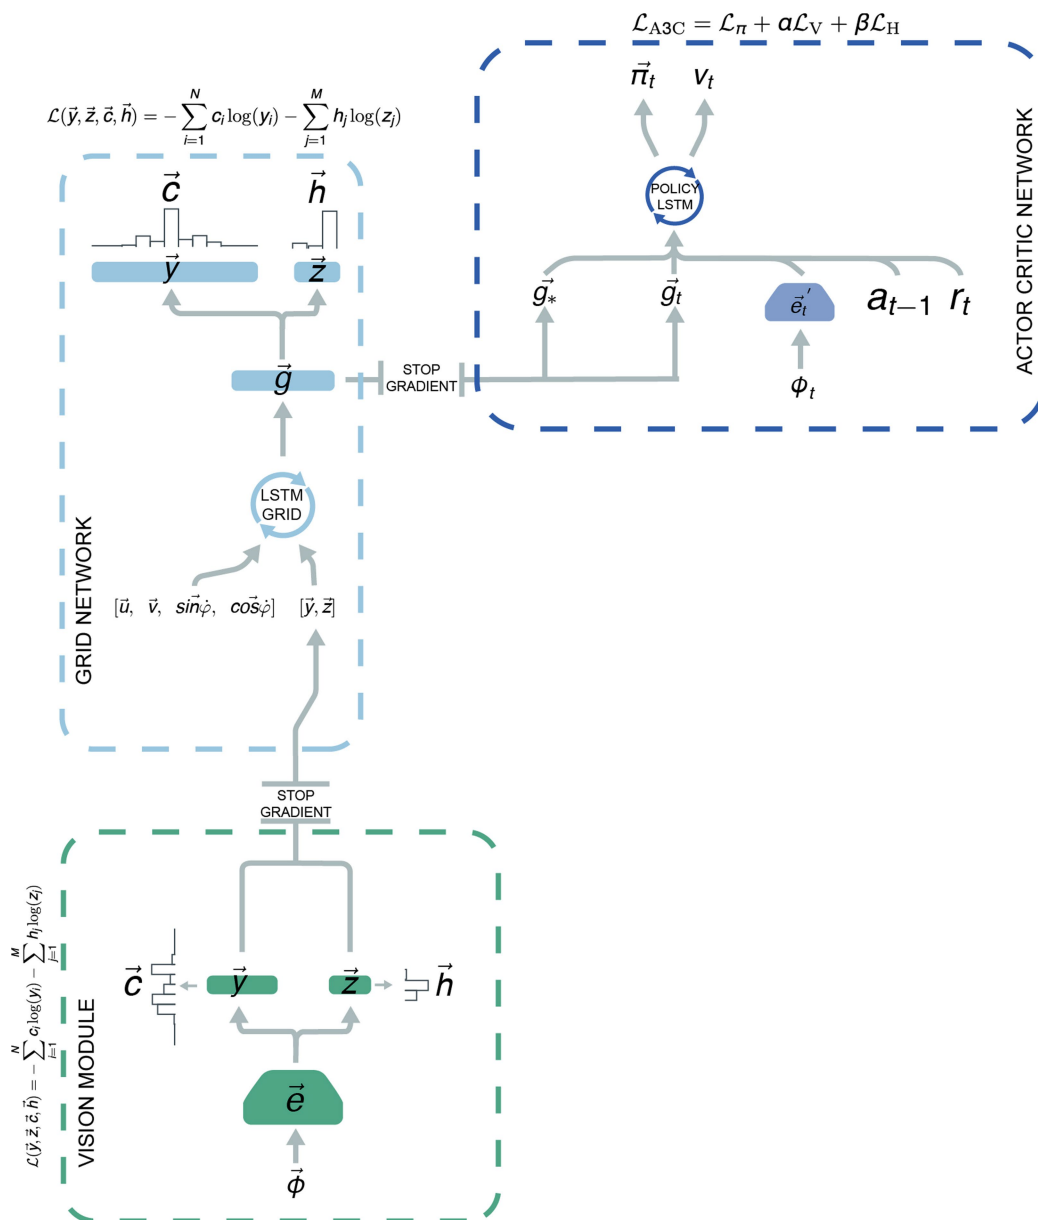 ℒ_A3C = ℒ_π + αℒ_V + βℒ_H
π⃗_t v_t
POLICY
LSTM
g⃗_* g⃗_t e⃗_t′ a_{t−1} r_t
ϕ_t
ACTOR CRITIC NETWORK
ℒ(y⃗, z⃗, c⃗, h⃗) = −∑_{i=1}^{N} c_i log(y_i) − ∑_{j=1}^{M} h_j log(z_j)
c⃗ h⃗
y⃗ z⃗
g⃗
STOP
GRADIENT
LSTM
GRID
[u⃗, v⃗, sin⃗φ̇, cos⃗φ̇] [y⃗, z⃗]
GRID NETWORK
STOP
GRADIENT
c⃗ y⃗ z⃗ h⃗
e⃗
ϕ⃗
VISION MODULE
ℒ(y⃗, z⃗, c⃗, h⃗) = −∑_{i=1}^{N} c_i log(y_i) − ∑_{j=1}^{M} h_j log(z_j)